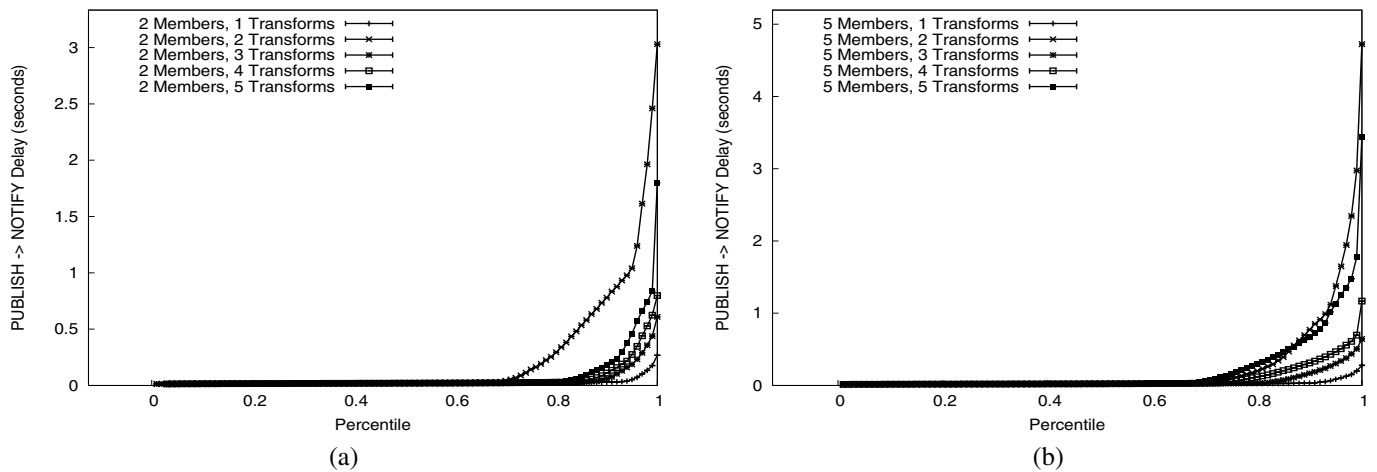 2 Members, 1 Transforms
2 Members, 2 Transforms
2 Members, 3 Transforms
2 Members, 4 Transforms
2 Members, 5 Transforms
PUBLISH -> NOTIFY Delay (seconds)
3
2.5
2
1.5
1
0.5
0
0 0.2 0.4 0.6 0.8 1
Percentile
(a)
5 Members, 1 Transforms
5 Members, 2 Transforms
5 Members, 3 Transforms
5 Members, 4 Transforms
5 Members, 5 Transforms
PUBLISH -> NOTIFY Delay (seconds)
5
4
3
2
1
0
0 0.2 0.4 0.6 0.8 1
Percentile
(b)